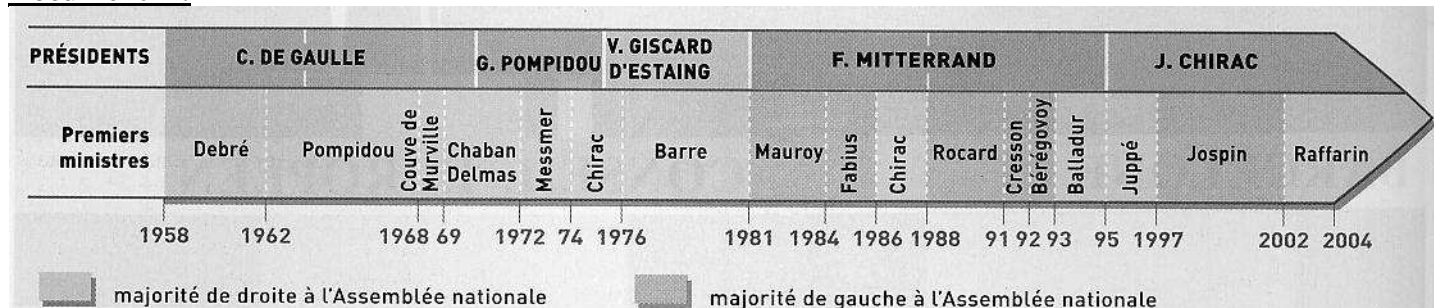 PRÉSIDENTS
C. DE GAULLE
G. POMPIDOU
V. GISCARD
D'ESTAING
F. MITTERRAND
J. CHIRAC
Premiers
ministres
Debré
Pompidou
Couve de
Murville
Chaban
Delmas
Messmer
Chirac
Barre
Mauroy
Fabius
Chirac
Rocard
Cresson
Bérégovoy
Balladur
Juppé
Jospin
Raffarin
1958 1962 1968 69 1972 74 1976 1981 1984 1986 1988 91 92 93 95 1997 2002 2004
majorité de droite à l'Assemblée nationale
majorité de gauche à l'Assemblée nationale